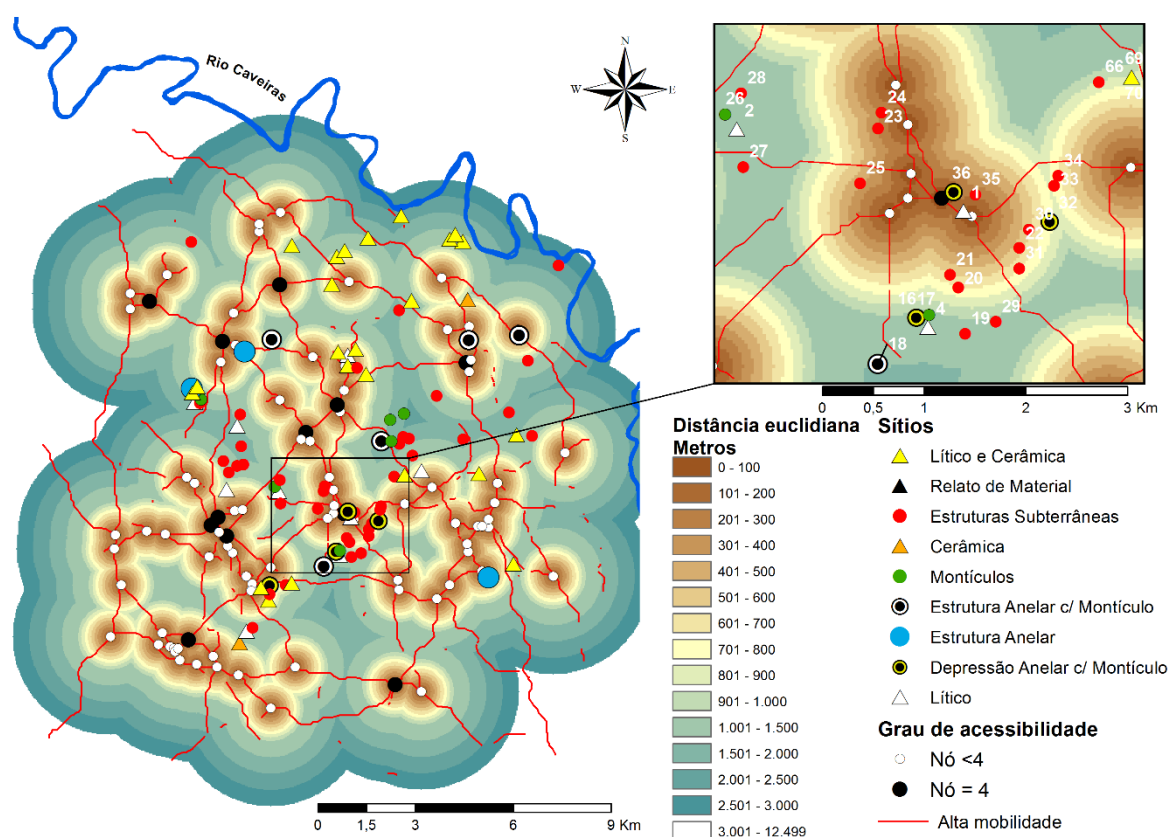 Rio Caveiras
N
W
E
S
0
1,5
3
6
9 Km
28
26
2
27
25
24
23
36
35
1
34
33
32
30
22
31
21
20
16
17
4
18
19
29
66
69
70
0
0,5
1
2
3 Km
Distância euclidiana
Metros
0 - 100
101 - 200
201 - 300
301 - 400
401 - 500
501 - 600
601 - 700
701 - 800
801 - 900
901 - 1.000
1.001 - 1.500
1.501 - 2.000
2.001 - 2.500
2.501 - 3.000
3.001 - 12.499
Sítios
Lítico e Cerâmica
Relato de Material
Estruturas Subterrâneas
Cerâmica
Montículos
Estrutura Anelar c/ Montículo
Estrutura Anelar
Depressão Anelar c/ Montículo
Lítico
Grau de acessibilidade
Nó <4
Nó = 4
Alta mobilidade